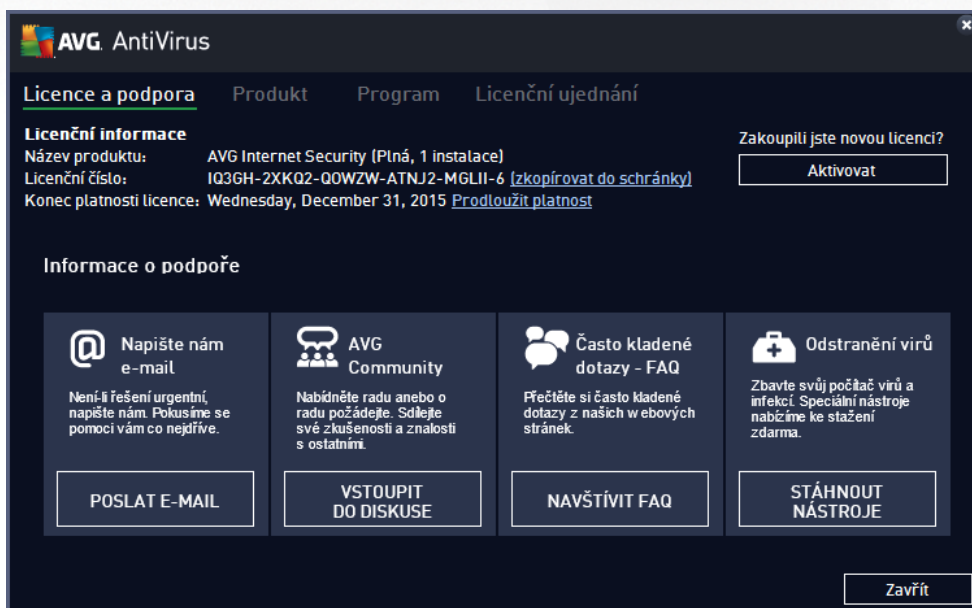 AVG. AntiVirus
Licence a podpora Produkt Program Licenční ujednání
Licenční informace
Název produktu: AVG Internet Security (Plná, 1 instalace)
Licenční číslo: IQ3GH-2XKQ2-QOWZW-ATNJ2-MGLII-6 (zkopírovat do schránky)
Konec platnosti licence: Wednesday, December 31, 2015 Prodloužit platnost
Zakoupili jste novou licenci?
Aktivovat
Informace o podpoře
Napište nám
e-mail
Není-li řešení urgentní,
napište nám. Pokusíme se
pomoci vám co nejdříve.
POSLAT E-MAIL
AVG
Community
Nabídněte radu anebo o
radu požádejte. Sdílejte
své zkušenosti a znalosti
s ostatními.
VSTOUPIT
DO DISKUSE
Často kladené
dotazy - FAQ
Přečtěte si často kladené
dotazy z našich webových
stránek.
NAVŠTÍVIT FAQ
Odstranění virů
Zbavte svůj počítač virů a
infekcí. Speciální nástroje
nabízíme ke stažení
zdarma.
STÁHNOUT
NÁSTROJE
Zavřít